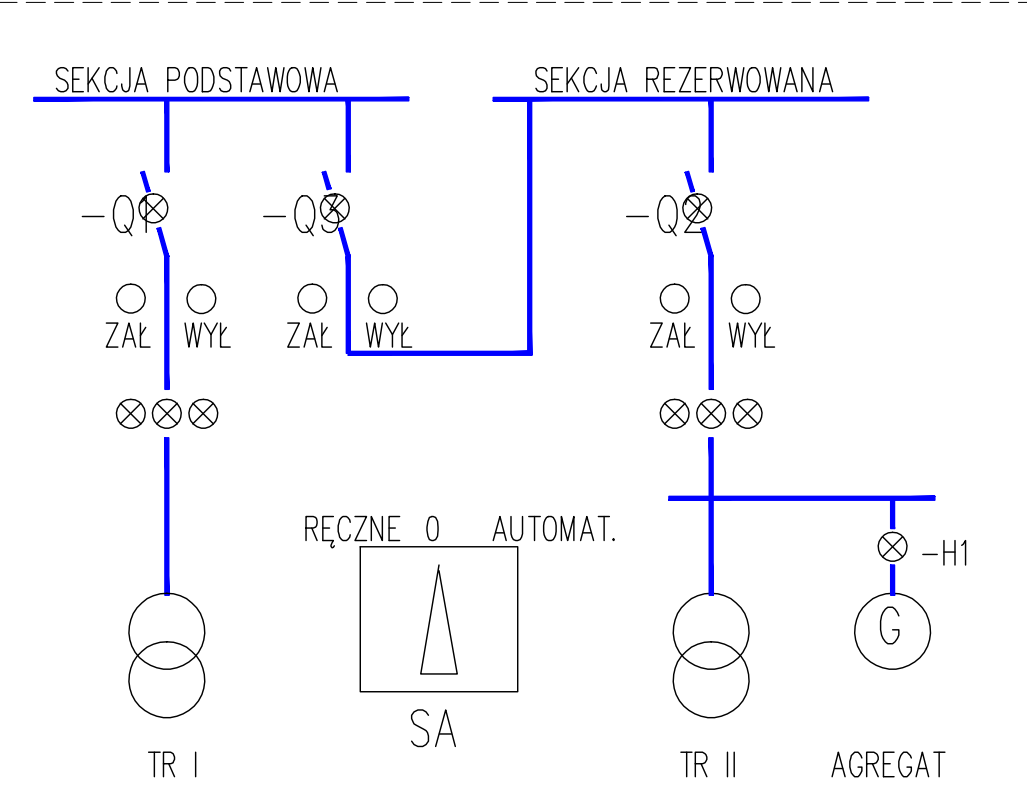 SEKCJA PODSTAWOWA SEKCJA REZERWOWANA
-Q1 -Q3 -Q2
ZAŁ WYŁ ZAŁ WYŁ ZAŁ WYŁ
RĘCZNE 0 AUTOMAT.
-H1
G
SA
TR I TR II AGREGAT